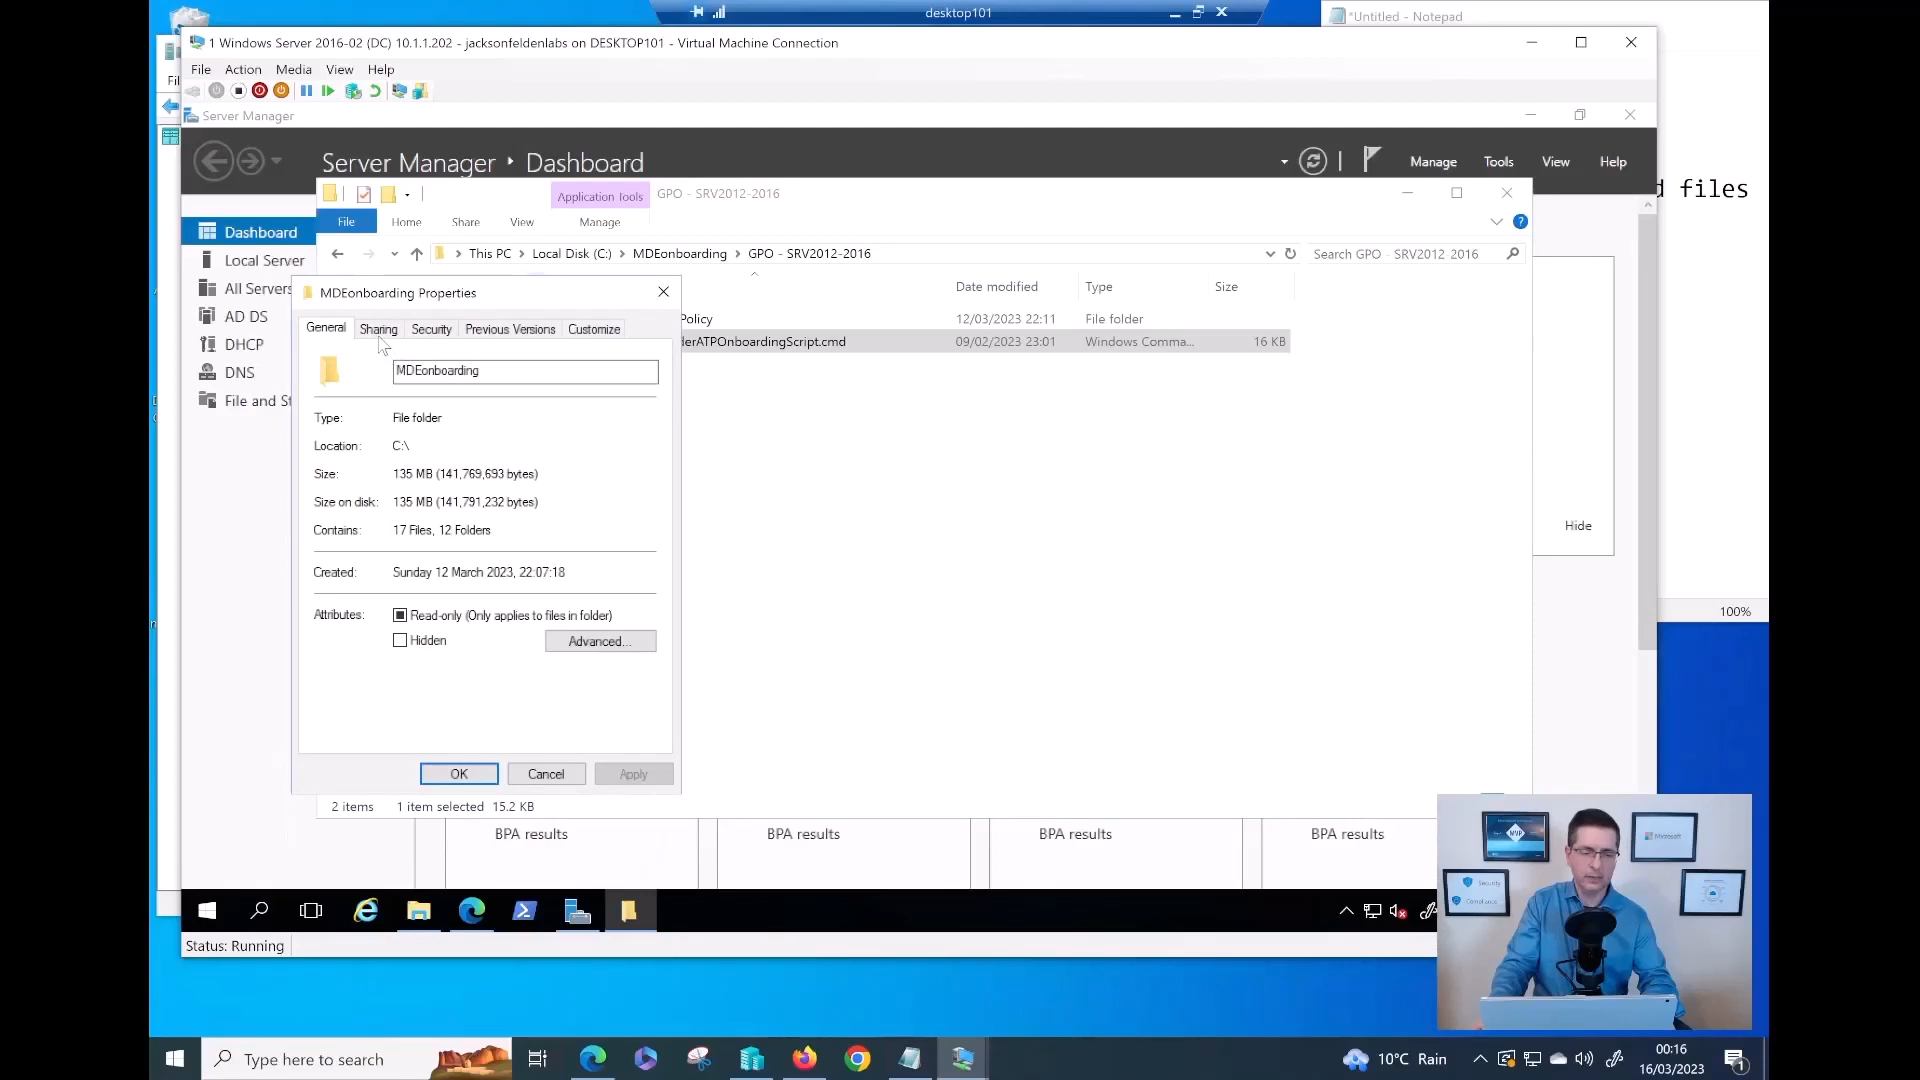 desktop101
*Untitled - Notepad
1 Windows Server 2016-02 (DC) 10.1.1.202 - jacksonfeldenlabs on DESKTOP101 - Virtual Machine Connection
File Action Media View Help
Server Manager
Server Manager Dashboard
Manage Tools View Help
files
Application Tools GPO - SRV2012-2016
File Home Share View Manage
This PC Local Disk (C:) MDEonboarding GPO - SRV2012-2016
Search GPO - SRV2012-2016
Dashboard
Local Server
All Servers
AD DS
DHCP
DNS
File and St
Date modified Type Size
Policy 12/03/2023 22:11 File folder
derATPOnboardingScript.cmd 09/02/2023 23:01 Windows Comma... 16 KB
MDEonboarding Properties
General Sharing Security Previous Versions Customize
MDEonboarding
Type: File folder
Location: C:\
Size: 135 MB (141,769,693 bytes)
Size on disk: 135 MB (141,791,232 bytes)
Contains: 17 Files, 12 Folders
Created: Sunday 12 March 2023, 22:07:18
Attributes: Read-only (Only applies to files in folder)
Hidden Advanced...
OK Cancel Apply
Hide
100%
2 items 1 item selected 15.2 KB
BPA results BPA results BPA results BPA results
MVP
Microsoft
Security
Compliance
Status: Running
Type here to search
10°C Rain
00:16
16/03/2023
1